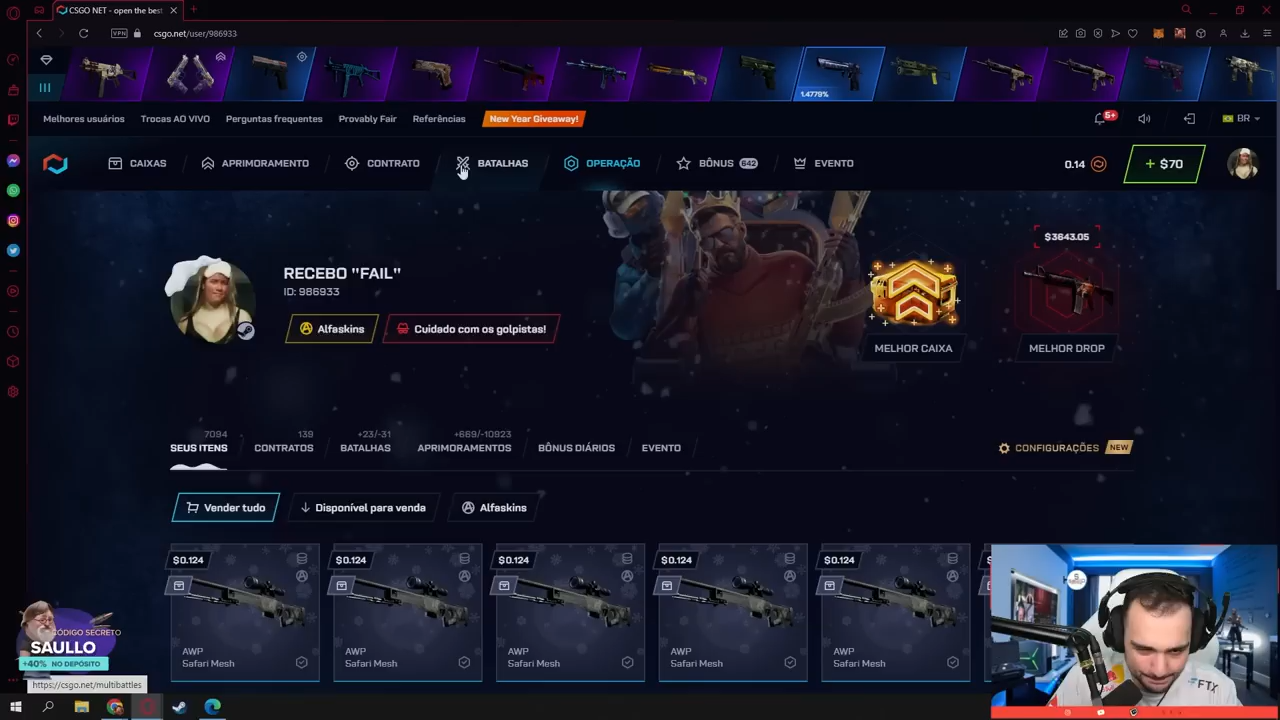 CSGO NET - open the best
VPN
csgo.net/user/986933
1.4779%
Melhores usuários
Trocas AO VIVO
Perguntas frequentes
Provably Fair
Referências
New Year Giveaway!
5+
BR
CAIXAS
APRIMORAMENTO
CONTRATO
BATALHAS
OPERAÇÃO
BÔNUS 642
EVENTO
0.14
+ $70
RECEBO "FAIL"
ID: 986933
Alfaskins
Cuidado com os golpistas!
MELHOR CAIXA
$3643.05
MELHOR DROP
7094
SEUS ITENS
139
CONTRATOS
+23/-31
BATALHAS
+669/-10923
APRIMORAMENTOS
BÔNUS DIÁRIOS
EVENTO
CONFIGURAÇÕES NEW
Vender tudo
Disponível para venda
Alfaskins
$0.124
AWP
Safari Mesh
$0.124
AWP
Safari Mesh
$0.124
AWP
Safari Mesh
$0.124
AWP
Safari Mesh
$0.124
AWP
Safari Mesh
CÓDIGO SECRETO
SAULLO
+40% NO DEPÓSITO
https://csgo.net/multibattles
FTX